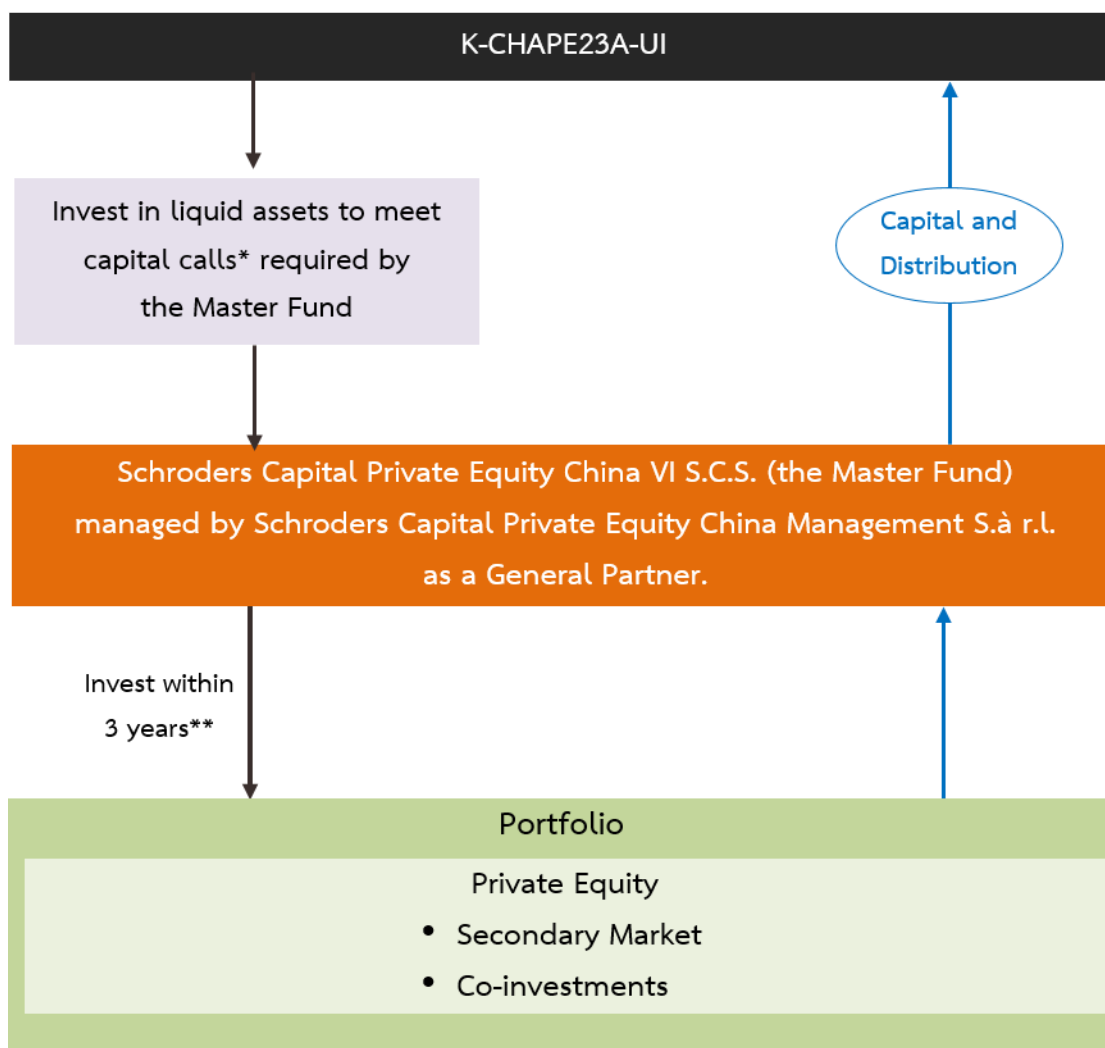 K-CHAPE23A-UI
Invest in liquid assets to meet
capital calls* required by
the Master Fund
Capital and
Distribution
Schroders Capital Private Equity China VI S.C.S. (the Master Fund)
managed by Schroders Capital Private Equity China Management S.à r.l.
as a General Partner.
Invest within
3 years**
Portfolio
Private Equity
• Secondary Market
• Co-investments